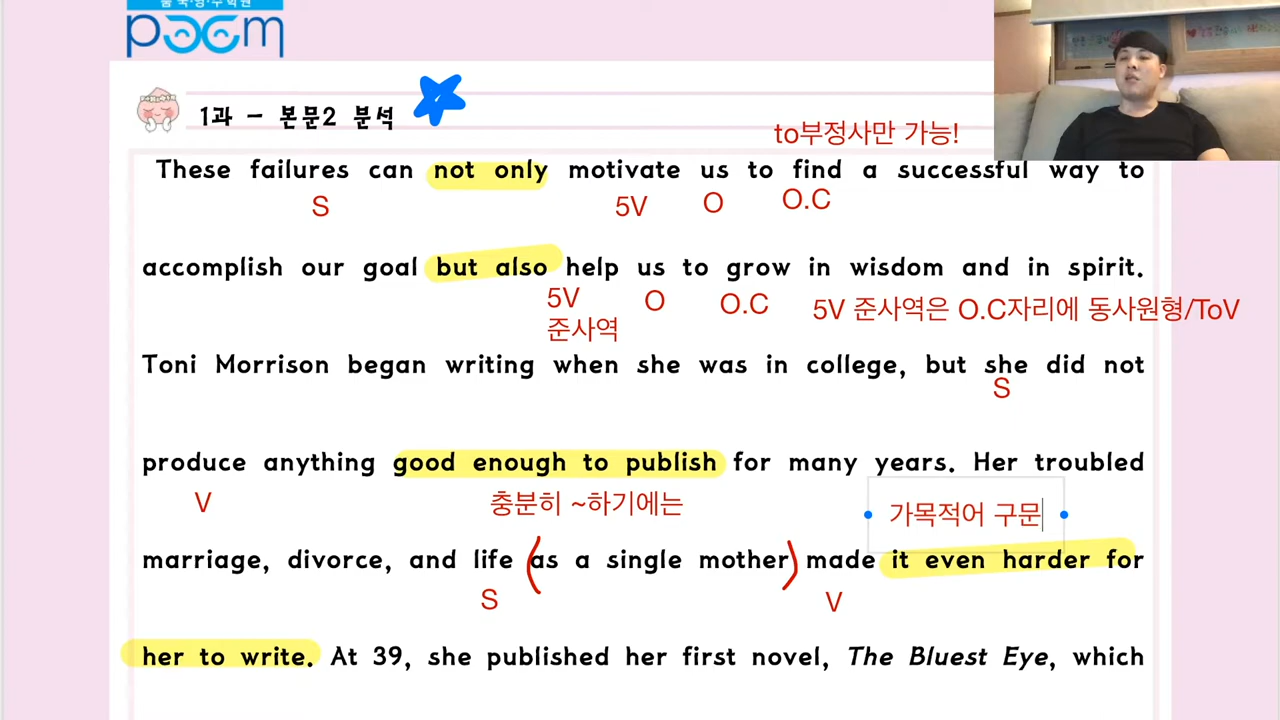 poem
1과 - 본문2 분석
to부정사만 가능!
These failures can not only motivate us to find a successful way to
S 5V O O.C
accomplish our goal but also help us to grow in wisdom and in spirit.
5V O O.C 5V 준사역은 O.C자리에 동사원형/ToV
준사역
Toni Morrison began writing when she was in college, but she did not
S
produce anything good enough to publish for many years. Her troubled
V 충분히 ~하기에는 가목적어 구문
marriage, divorce, and life (as a single mother) made it even harder for
S V
her to write. At 39, she published her first novel, The Bluest Eye, which